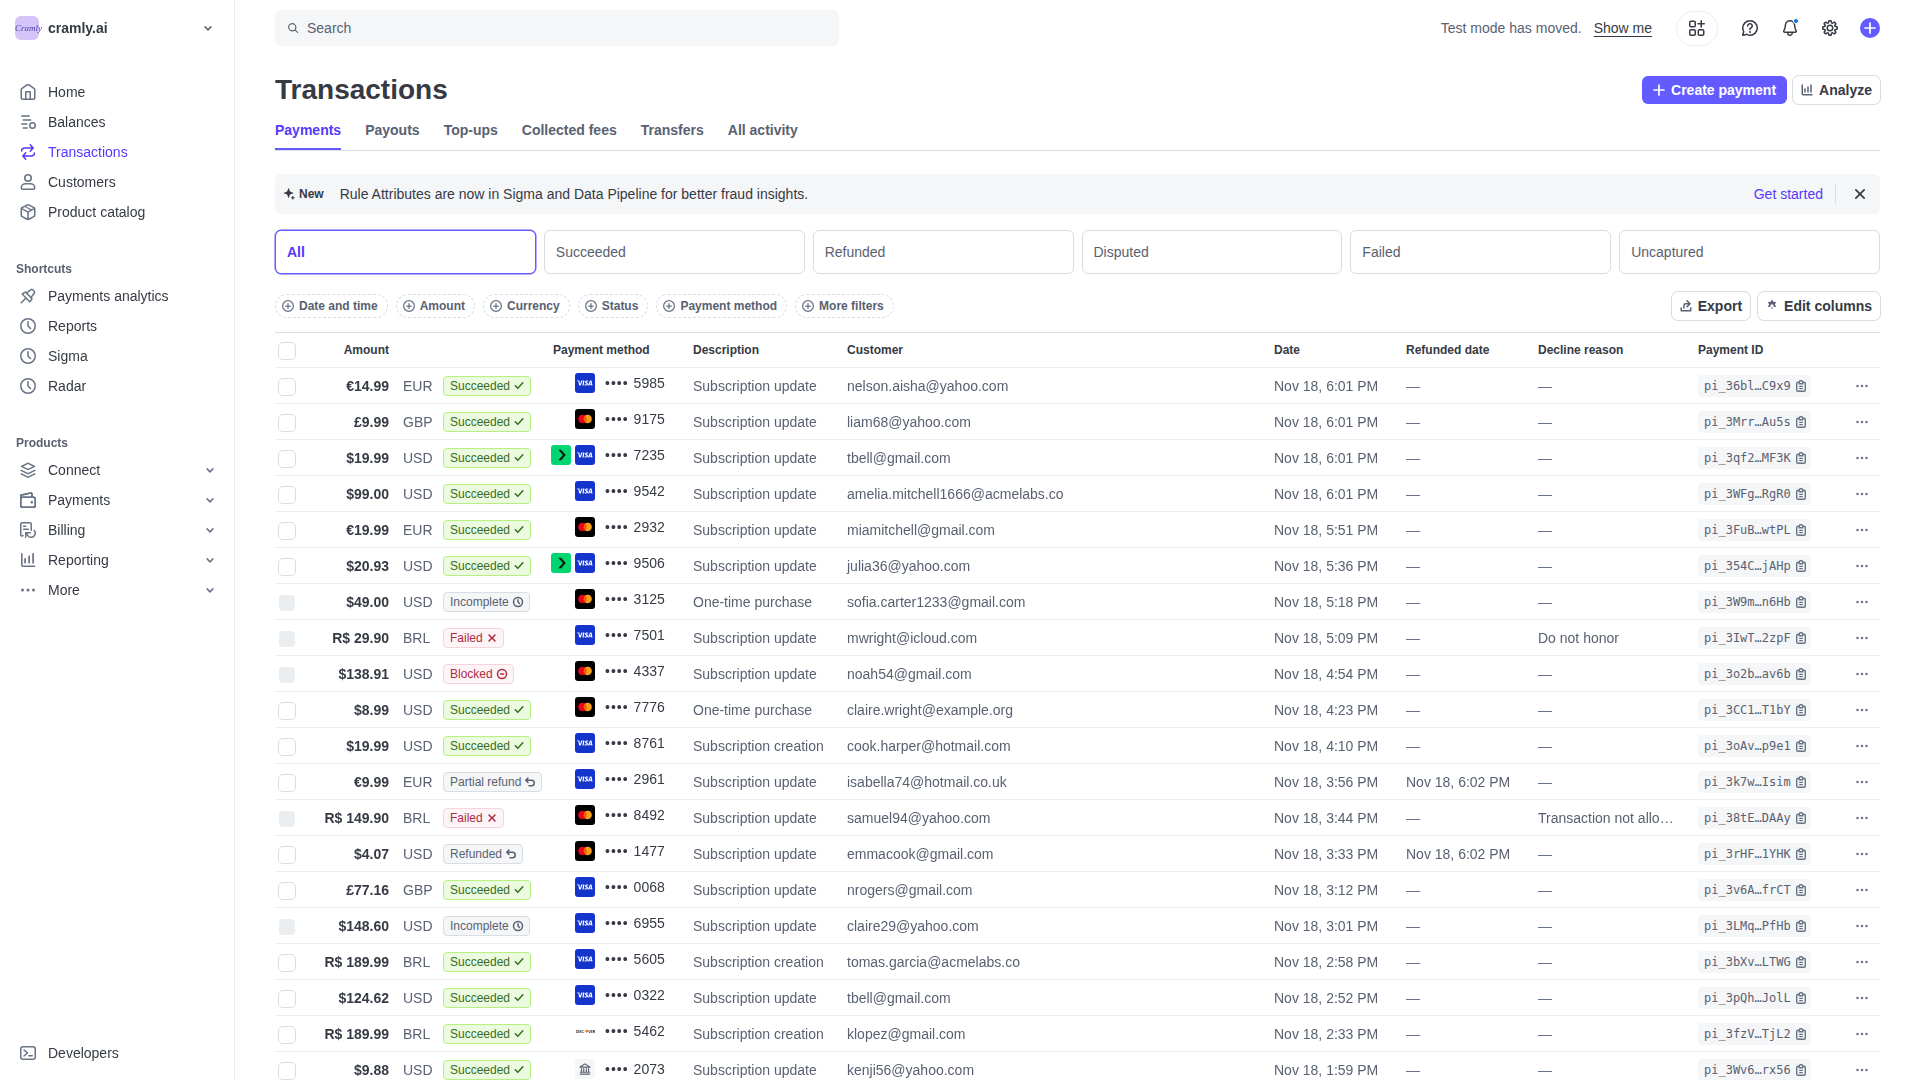 Cramly cramly.ai
Search
Test mode has moved. Show me
Home
Balances
Transactions
Customers
Product catalog
Shortcuts
Payments analytics
Reports
Sigma
Radar
Products
Connect
Payments
Billing
Reporting
More
Developers
Transactions
Create payment Analyze
Payments Payouts Top-ups Collected fees Transfers All activity
New Rule Attributes are now in Sigma and Data Pipeline for better fraud insights. Get started
All Succeeded Refunded Disputed Failed Uncaptured
Date and time Amount Currency Status Payment method More filters Export Edit columns
Amount Payment method Description Customer Date Refunded date Decline reason Payment ID
€14.99 EUR Succeeded VISA •••• 5985 Subscription update nelson.aisha@yahoo.com Nov 18, 6:01 PM — — pi_36bl…C9x9
£9.99 GBP Succeeded •••• 9175 Subscription update liam68@yahoo.com Nov 18, 6:01 PM — — pi_3Mrr…Au5s
$19.99 USD Succeeded VISA •••• 7235 Subscription update tbell@gmail.com Nov 18, 6:01 PM — — pi_3qf2…MF3K
$99.00 USD Succeeded VISA •••• 9542 Subscription update amelia.mitchell1666@acmelabs.co Nov 18, 6:01 PM — — pi_3WFg…RgR0
€19.99 EUR Succeeded •••• 2932 Subscription update miamitchell@gmail.com Nov 18, 5:51 PM — — pi_3FuB…wtPL
$20.93 USD Succeeded VISA •••• 9506 Subscription update julia36@yahoo.com Nov 18, 5:36 PM — — pi_354C…jAHp
$49.00 USD Incomplete •••• 3125 One-time purchase sofia.carter1233@gmail.com Nov 18, 5:18 PM — — pi_3W9m…n6Hb
R$ 29.90 BRL Failed VISA •••• 7501 Subscription update mwright@icloud.com Nov 18, 5:09 PM — Do not honor pi_3IwT…2zpF
$138.91 USD Blocked •••• 4337 Subscription update noah54@gmail.com Nov 18, 4:54 PM — — pi_3o2b…av6b
$8.99 USD Succeeded •••• 7776 One-time purchase claire.wright@example.org Nov 18, 4:23 PM — — pi_3CC1…T1bY
$19.99 USD Succeeded VISA •••• 8761 Subscription creation cook.harper@hotmail.com Nov 18, 4:10 PM — — pi_3oAv…p9e1
€9.99 EUR Partial refund VISA •••• 2961 Subscription update isabella74@hotmail.co.uk Nov 18, 3:56 PM Nov 18, 6:02 PM — pi_3k7w…Isim
R$ 149.90 BRL Failed •••• 8492 Subscription update samuel94@yahoo.com Nov 18, 3:44 PM — Transaction not allo… pi_38tE…DAAy
$4.07 USD Refunded •••• 1477 Subscription update emmacook@gmail.com Nov 18, 3:33 PM Nov 18, 6:02 PM — pi_3rHF…1YHK
£77.16 GBP Succeeded VISA •••• 0068 Subscription update nrogers@gmail.com Nov 18, 3:12 PM — — pi_3v6A…frCT
$148.60 USD Incomplete VISA •••• 6955 Subscription update claire29@yahoo.com Nov 18, 3:01 PM — — pi_3LMq…PfHb
R$ 189.99 BRL Succeeded VISA •••• 5605 Subscription creation tomas.garcia@acmelabs.co Nov 18, 2:58 PM — — pi_3bXv…LTWG
$124.62 USD Succeeded VISA •••• 0322 Subscription update tbell@gmail.com Nov 18, 2:52 PM — — pi_3pQh…JolL
R$ 189.99 BRL Succeeded DISCOVER •••• 5462 Subscription creation klopez@gmail.com Nov 18, 2:33 PM — — pi_3fzV…TjL2
$9.88 USD Succeeded •••• 2073 Subscription update kenji56@yahoo.com Nov 18, 1:59 PM — — pi_3Wv6…rx56